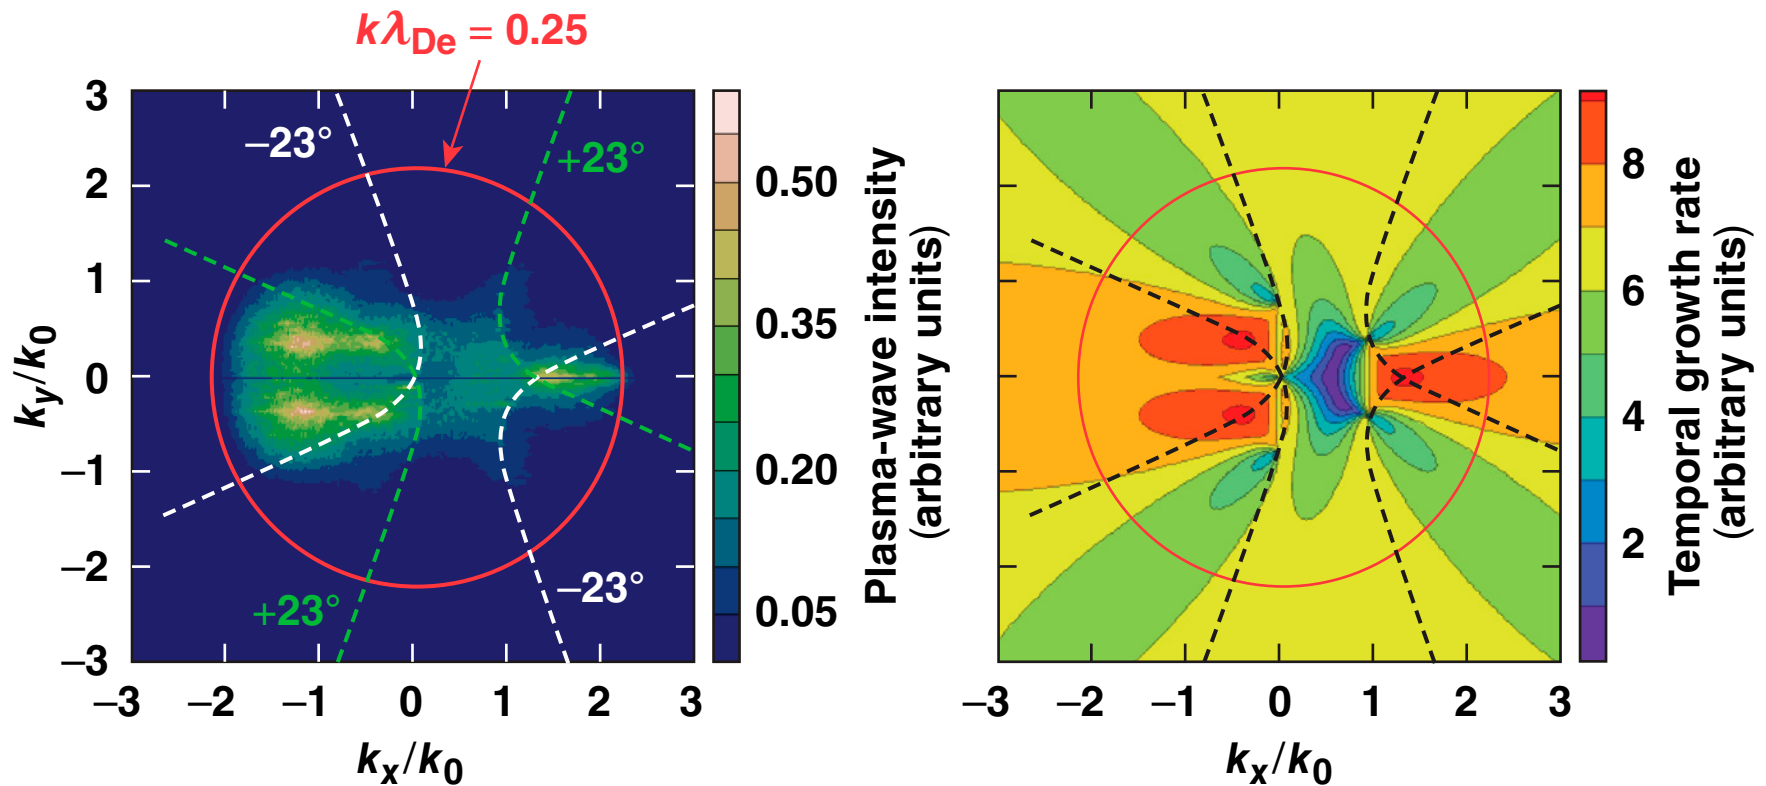 kλDe = 0.25
3
2
1
0
−1
−2
−3
−3 −2 −1 0 1 2 3
ky/k0
kx/k0
−23°
+23°
+23°
−23°
0.50
0.35
0.20
0.05
Plasma-wave intensity
(arbitrary units)
−3 −2 −1 0 1 2 3
kx/k0
8
6
4
2
Temporal growth rate
(arbitrary units)